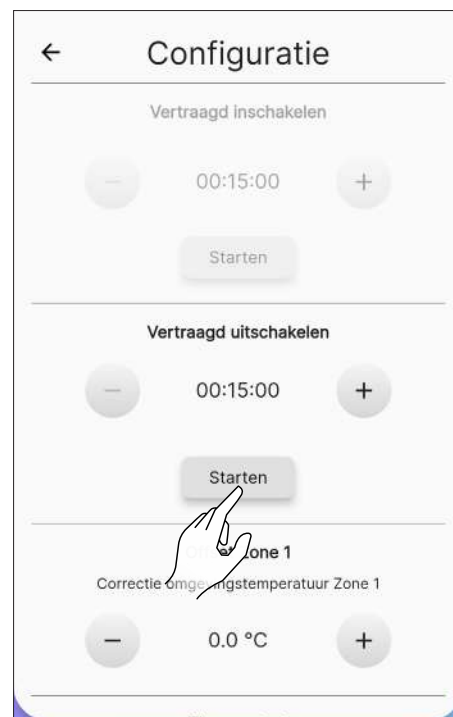 Configuratie
Vertraagd inschakelen
− 00:15:00 +
Starten
Vertraagd uitschakelen
− 00:15:00 +
Starten
Zone 1
Correctie omgevingstemperatuur Zone 1
− 0.0 °C +